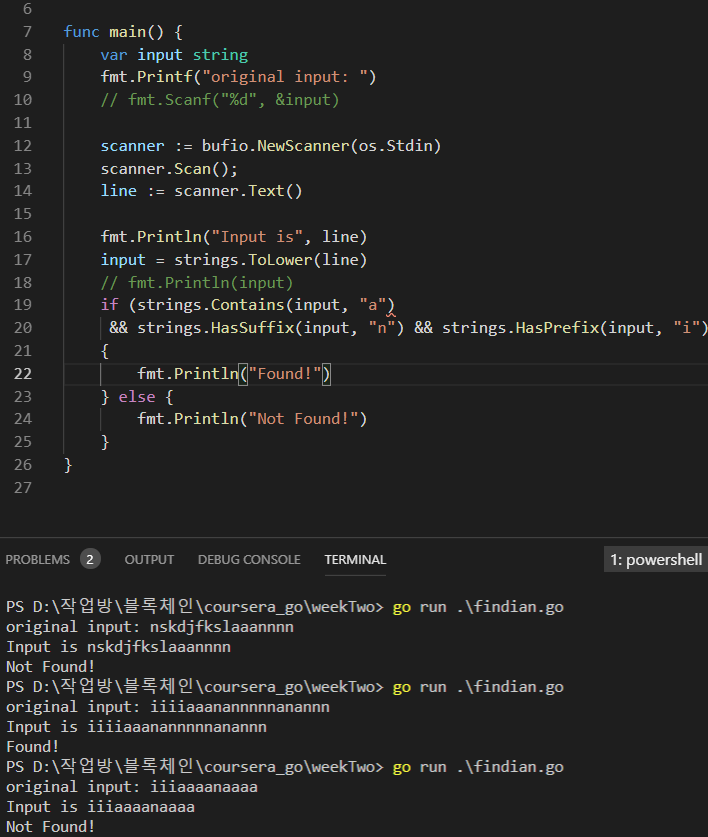 6
7 func main() {
8 var input string
9 fmt.Printf("original input: ")
10 // fmt.Scanf("%d", &input)
11
12 scanner := bufio.NewScanner(os.Stdin)
13 scanner.Scan();
14 line := scanner.Text()
15
16 fmt.Println("Input is", line)
17 input = strings.ToLower(line)
18 // fmt.Println(input)
19 if (strings.Contains(input, "a")
20 && strings.HasSuffix(input, "n") && strings.HasPrefix(input, "i")
21 {
22 fmt.Println("Found!")
23 } else {
24 fmt.Println("Not Found!")
25 }
26 }
27
PROBLEMS 2 OUTPUT DEBUG CONSOLE TERMINAL 1: powershell
PS D:\작업방\블록체인\coursera_go\weekTwo> go run .\findian.go
original input: nskdjfkslaaannnn
Input is nskdjfkslaaannnn
Not Found!
PS D:\작업방\블록체인\coursera_go\weekTwo> go run .\findian.go
original input: iiiiaaanannnnnanannn
Input is iiiiaaanannnnnanannn
Found!
PS D:\작업방\블록체인\coursera_go\weekTwo> go run .\findian.go
original input: iiiaaaanaaaa
Input is iiiaaaanaaaa
Not Found!